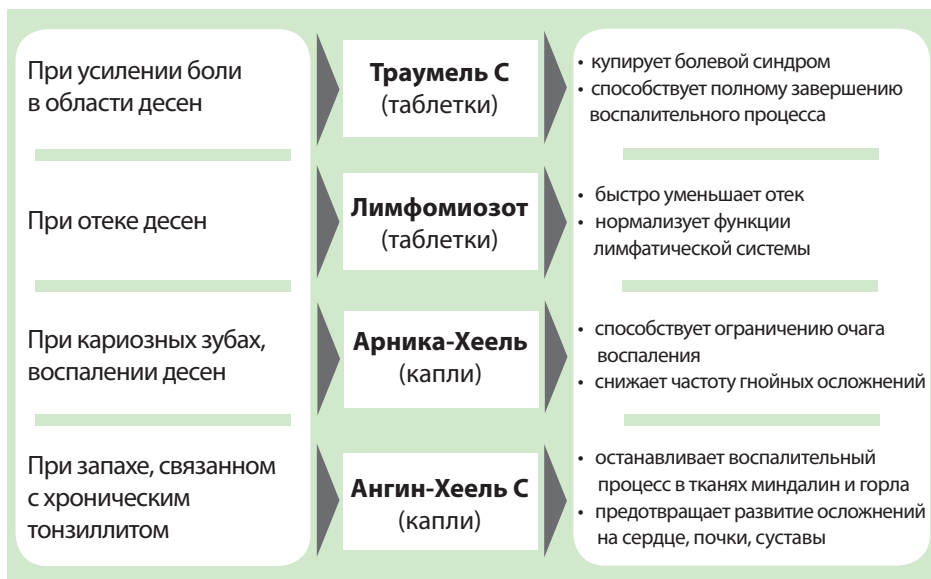 При усилении боли
в области десен
Траумель С
(таблетки)
• купирует болевой синдром
• способствует полному завершению
воспалительного процесса
При отеке десен
Лимфомиозот
(таблетки)
• быстро уменьшает отек
• нормализует функции
лимфатической системы
При кариозных зубах,
воспалении десен
Арника-Хеель
(капли)
• способствует ограничению очага
воспаления
• снижает частоту гнойных осложнений
При запахе, связанном
с хроническим
тонзиллитом
Ангин-Хеель С
(капли)
• останавливает воспалительный
процесс в тканях миндалин и горла
• предотвращает развитие осложнений
на сердце, почки, суставы